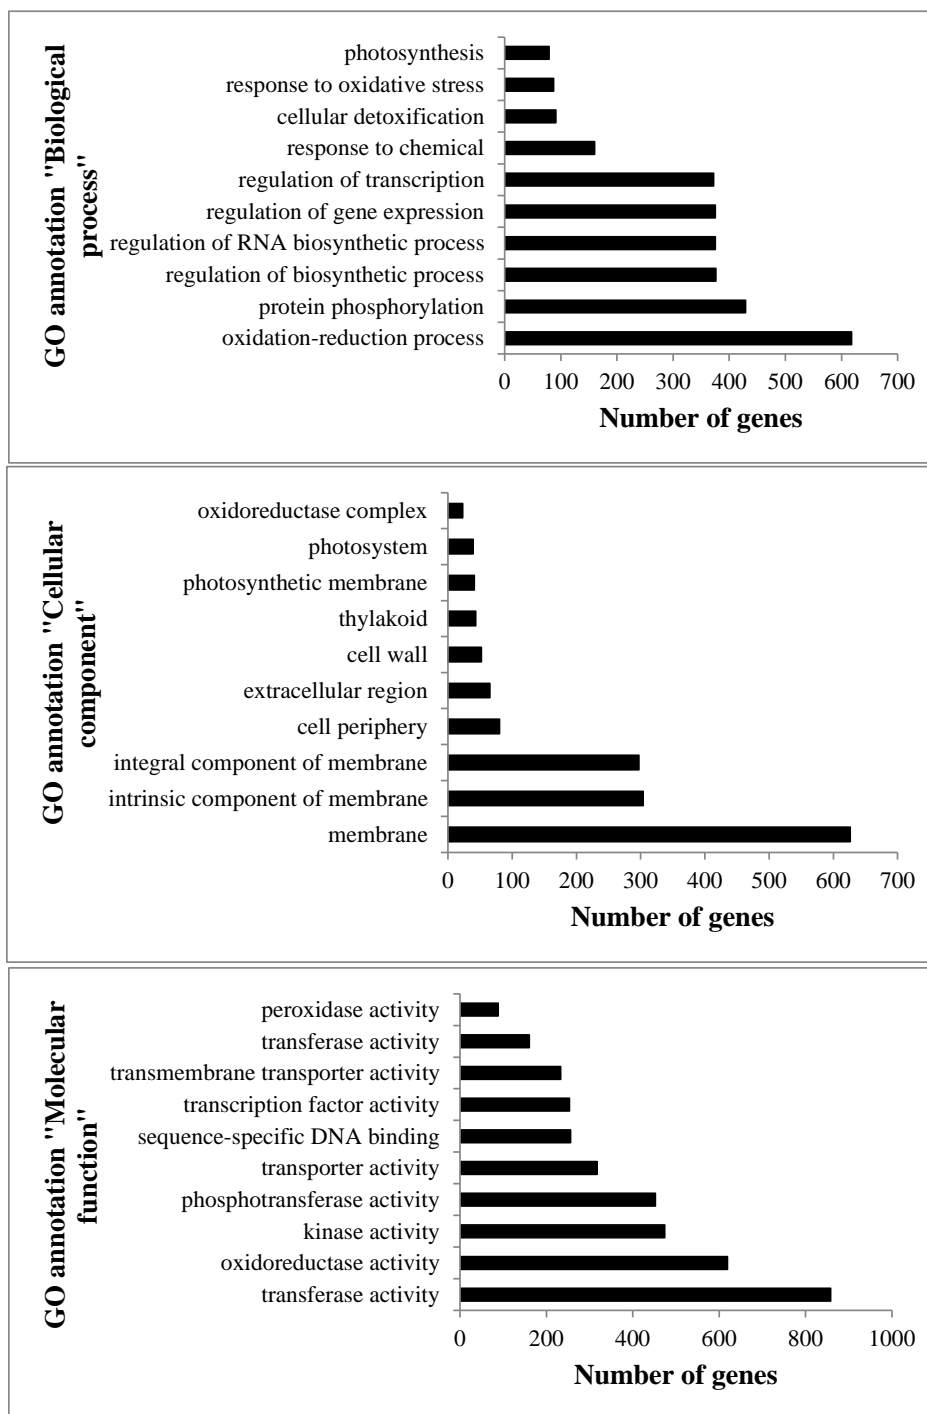 GO annotation "Biological
process"
photosynthesis
response to oxidative stress
cellular detoxification
response to chemical
regulation of transcription
regulation of gene expression
regulation of RNA biosynthetic process
regulation of biosynthetic process
protein phosphorylation
oxidation-reduction process
0 100 200 300 400 500 600 700
Number of genes
GO annotation "Cellular
component"
oxidoreductase complex
photosystem
photosynthetic membrane
thylakoid
cell wall
extracellular region
cell periphery
integral component of membrane
intrinsic component of membrane
membrane
0 100 200 300 400 500 600 700
Number of genes
GO annotation "Molecular
function"
peroxidase activity
transferase activity
transmembrane transporter activity
transcription factor activity
sequence-specific DNA binding
transporter activity
phosphotransferase activity
kinase activity
oxidoreductase activity
transferase activity
0 200 400 600 800 1000
Number of genes